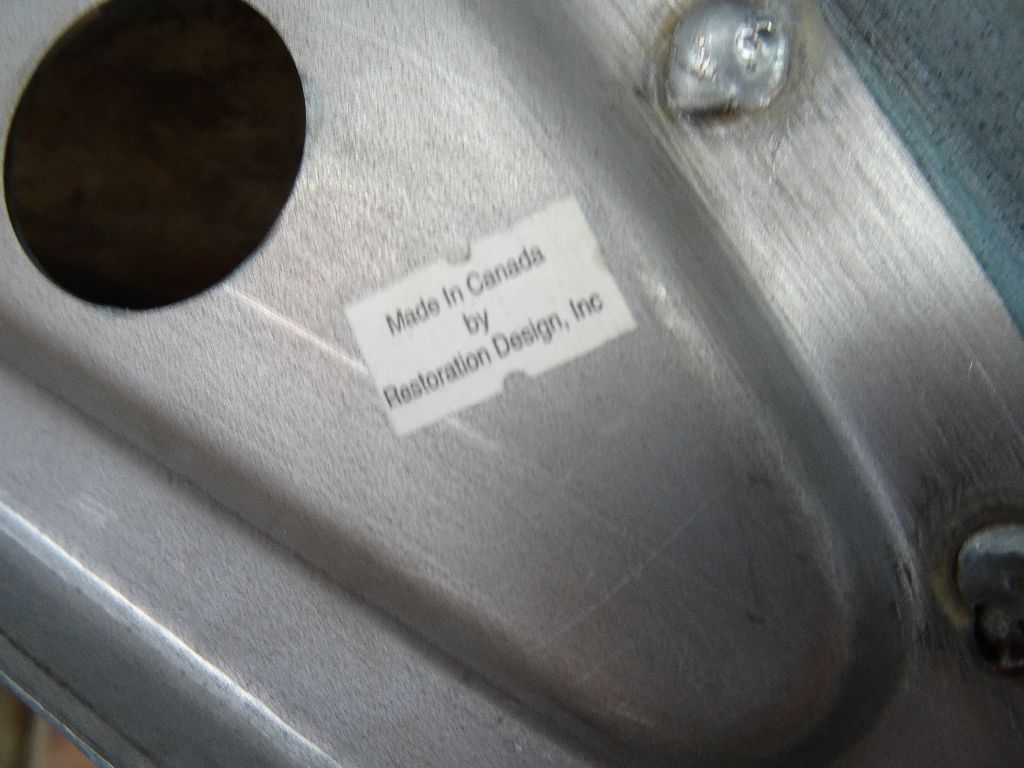 Made In Canada
by
Restoration Design, Inc